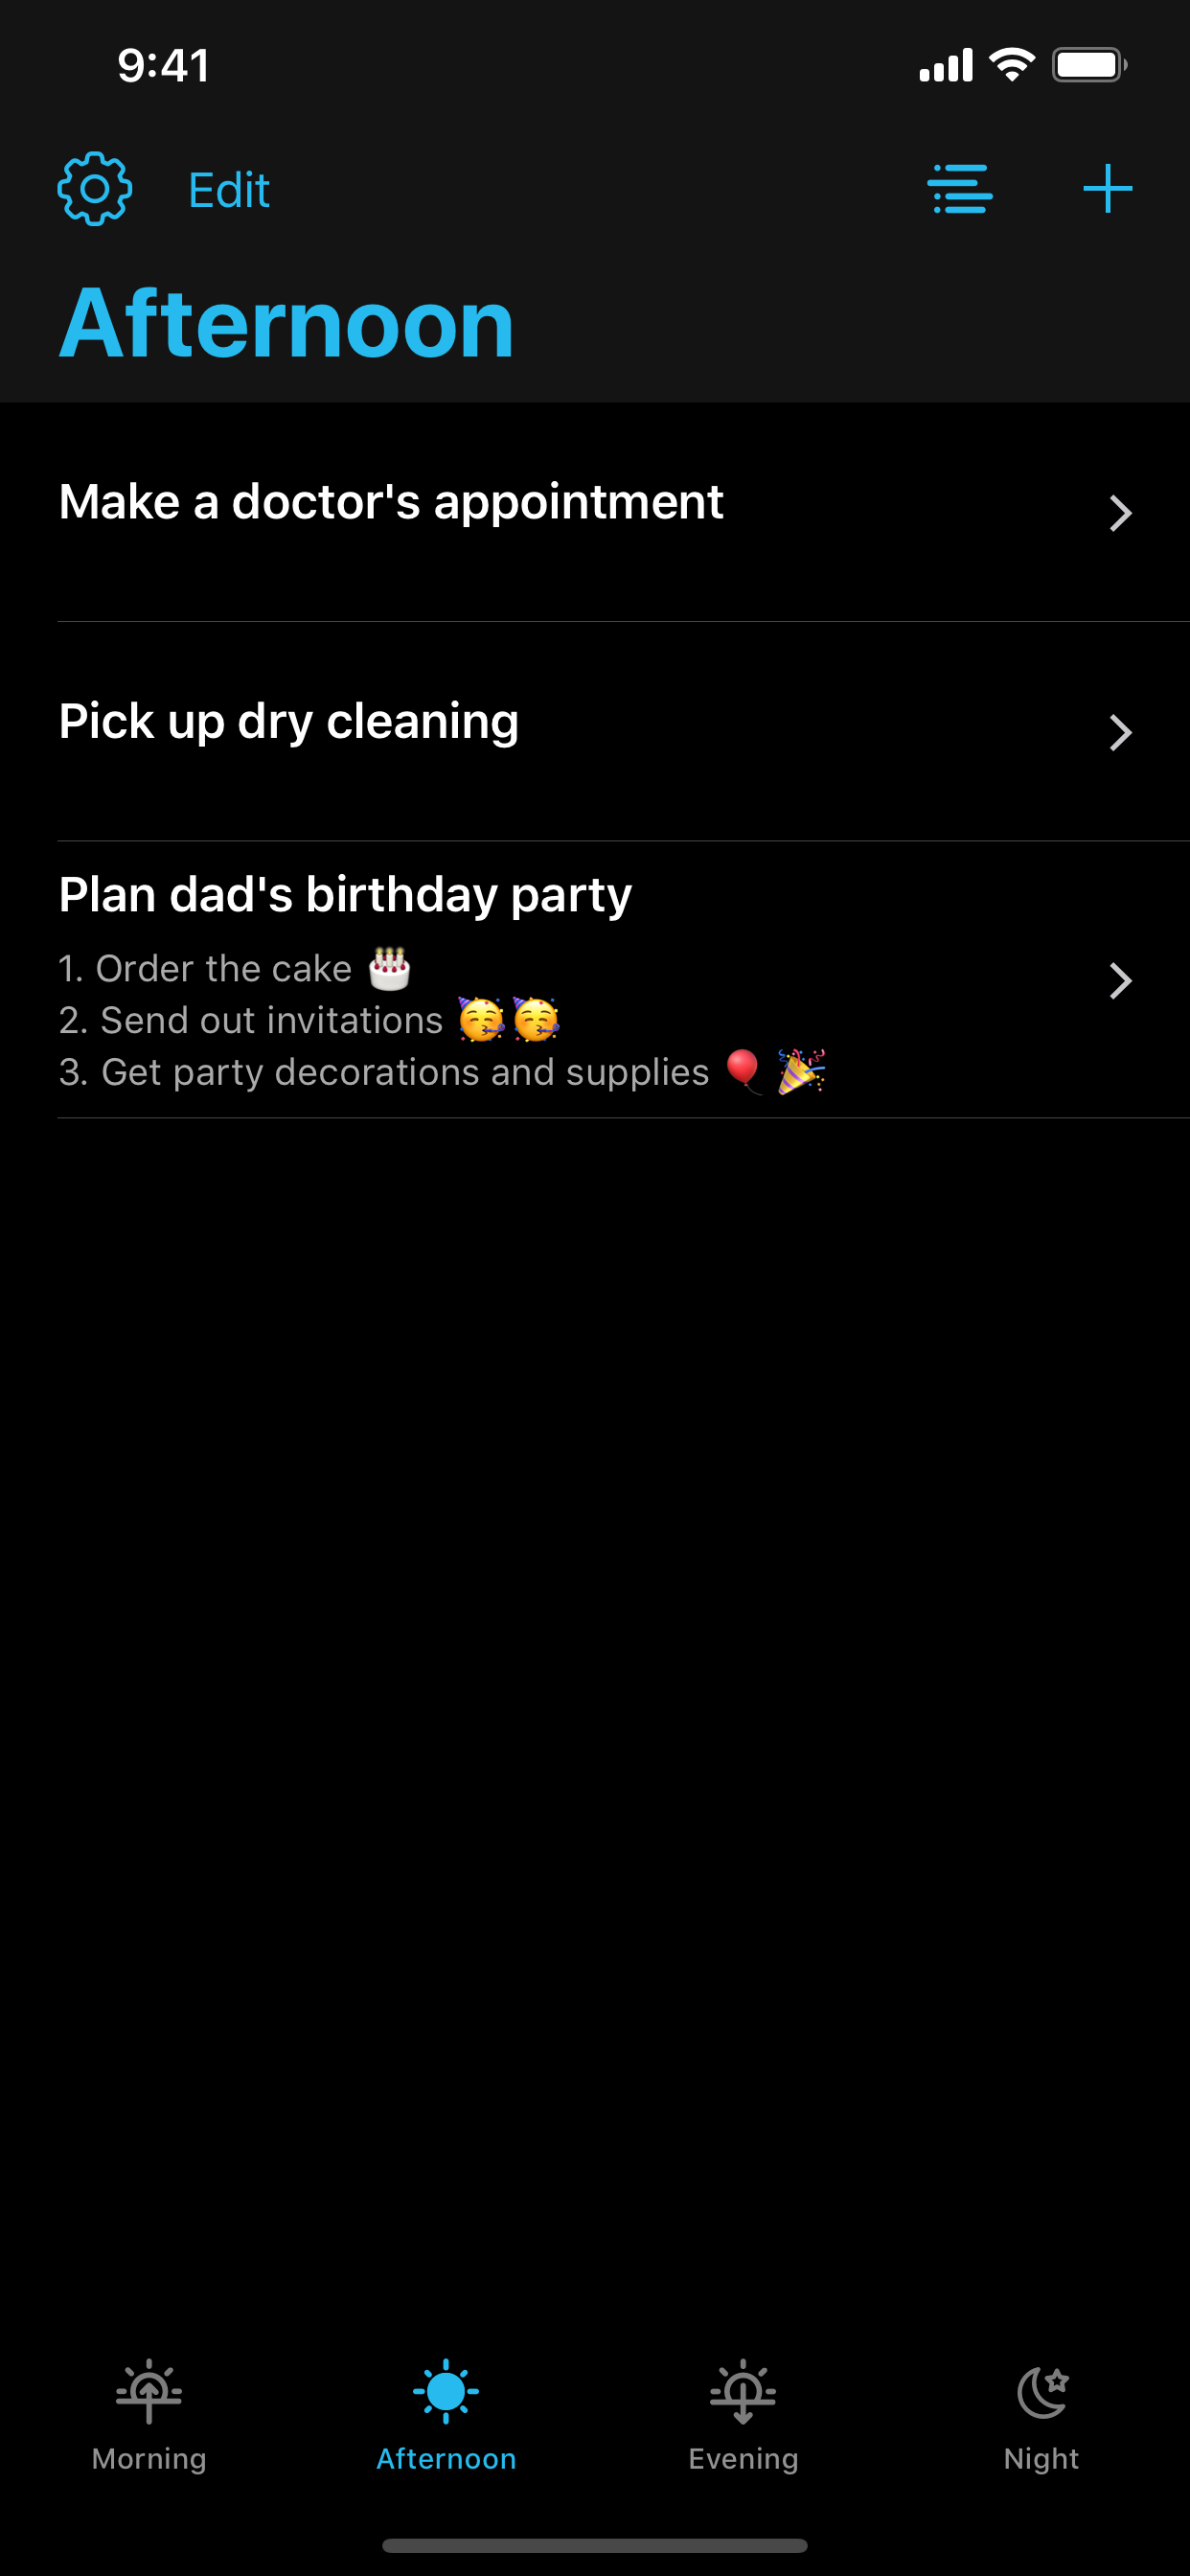 9:41
Edit
Afternoon
Make a doctor's appointment
Pick up dry cleaning
Plan dad's birthday party
1. Order the cake 🎂
2. Send out invitations 🥳🥳
3. Get party decorations and supplies 🎈🎉
Morning
Afternoon
Evening
Night